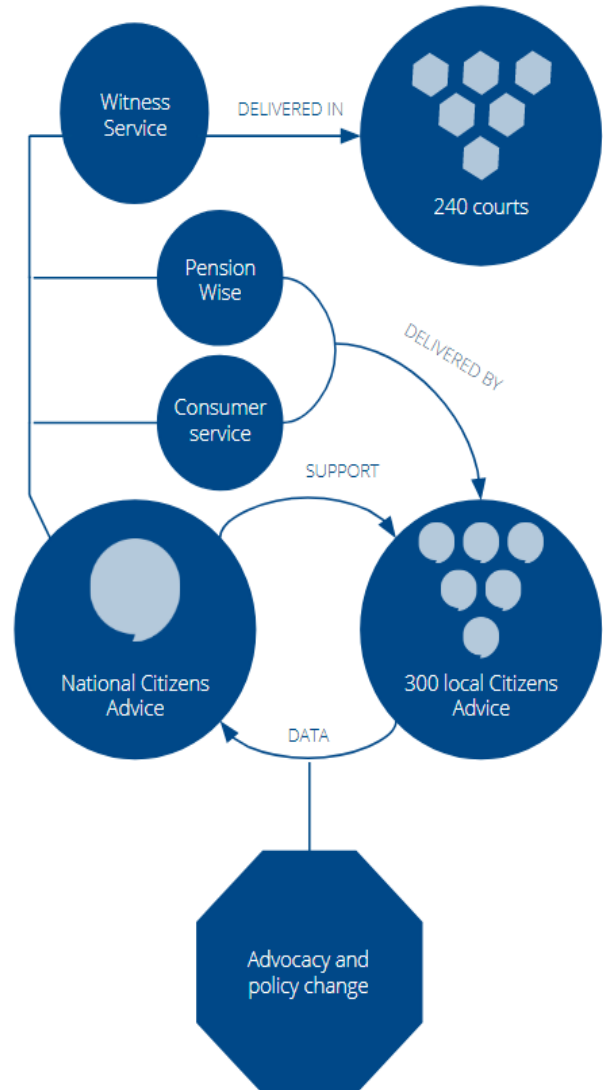 Witness
Service
DELIVERED IN
240 courts
Pension
Wise
DELIVERED BY
Consumer
service
SUPPORT
National Citizens
Advice
300 local Citizens
Advice
DATA
Advocacy and
policy change